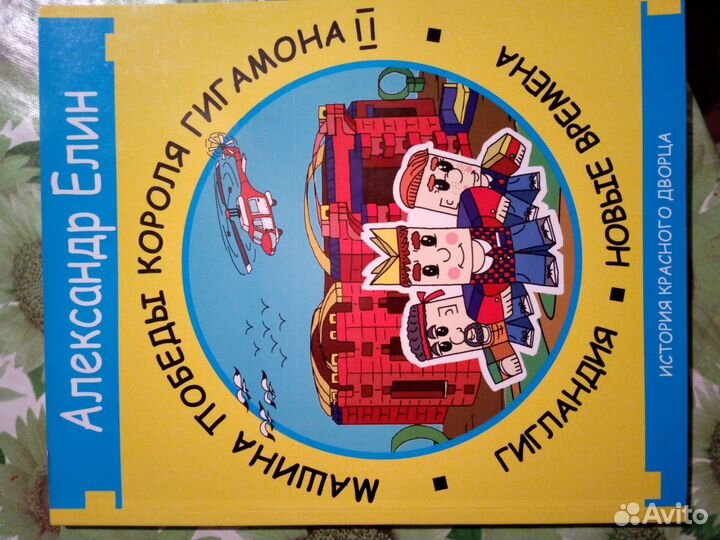 Александр Елин
МАШИНА ПОБЕДЫ КОРОЛЯ ГИГАМОНА II
ГИГЛАНДИЯ ▪ НОВЫЕ ВРЕМЕНА
ИСТОРИЯ КРАСНОГО ДВОРЦА
Avito